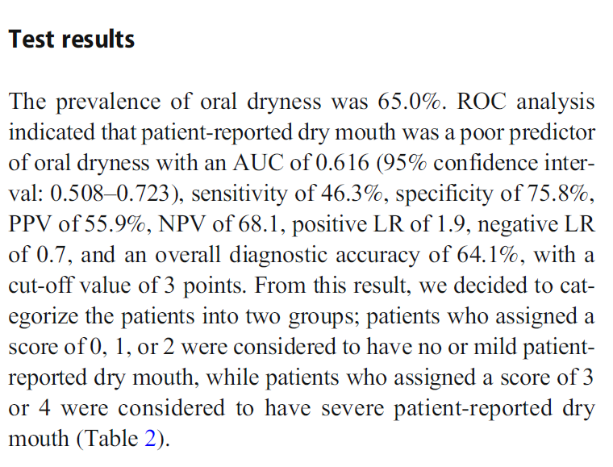 Test results
The prevalence of oral dryness was 65.0%. ROC analysis
indicated that patient-reported dry mouth was a poor predictor
of oral dryness with an AUC of 0.616 (95% confidence inter-
val: 0.508–0.723), sensitivity of 46.3%, specificity of 75.8%,
PPV of 55.9%, NPV of 68.1, positive LR of 1.9, negative LR
of 0.7, and an overall diagnostic accuracy of 64.1%, with a
cut-off value of 3 points. From this result, we decided to cat-
egorize the patients into two groups; patients who assigned a
score of 0, 1, or 2 were considered to have no or mild patient-
reported dry mouth, while patients who assigned a score of 3
or 4 were considered to have severe patient-reported dry
mouth (Table 2).